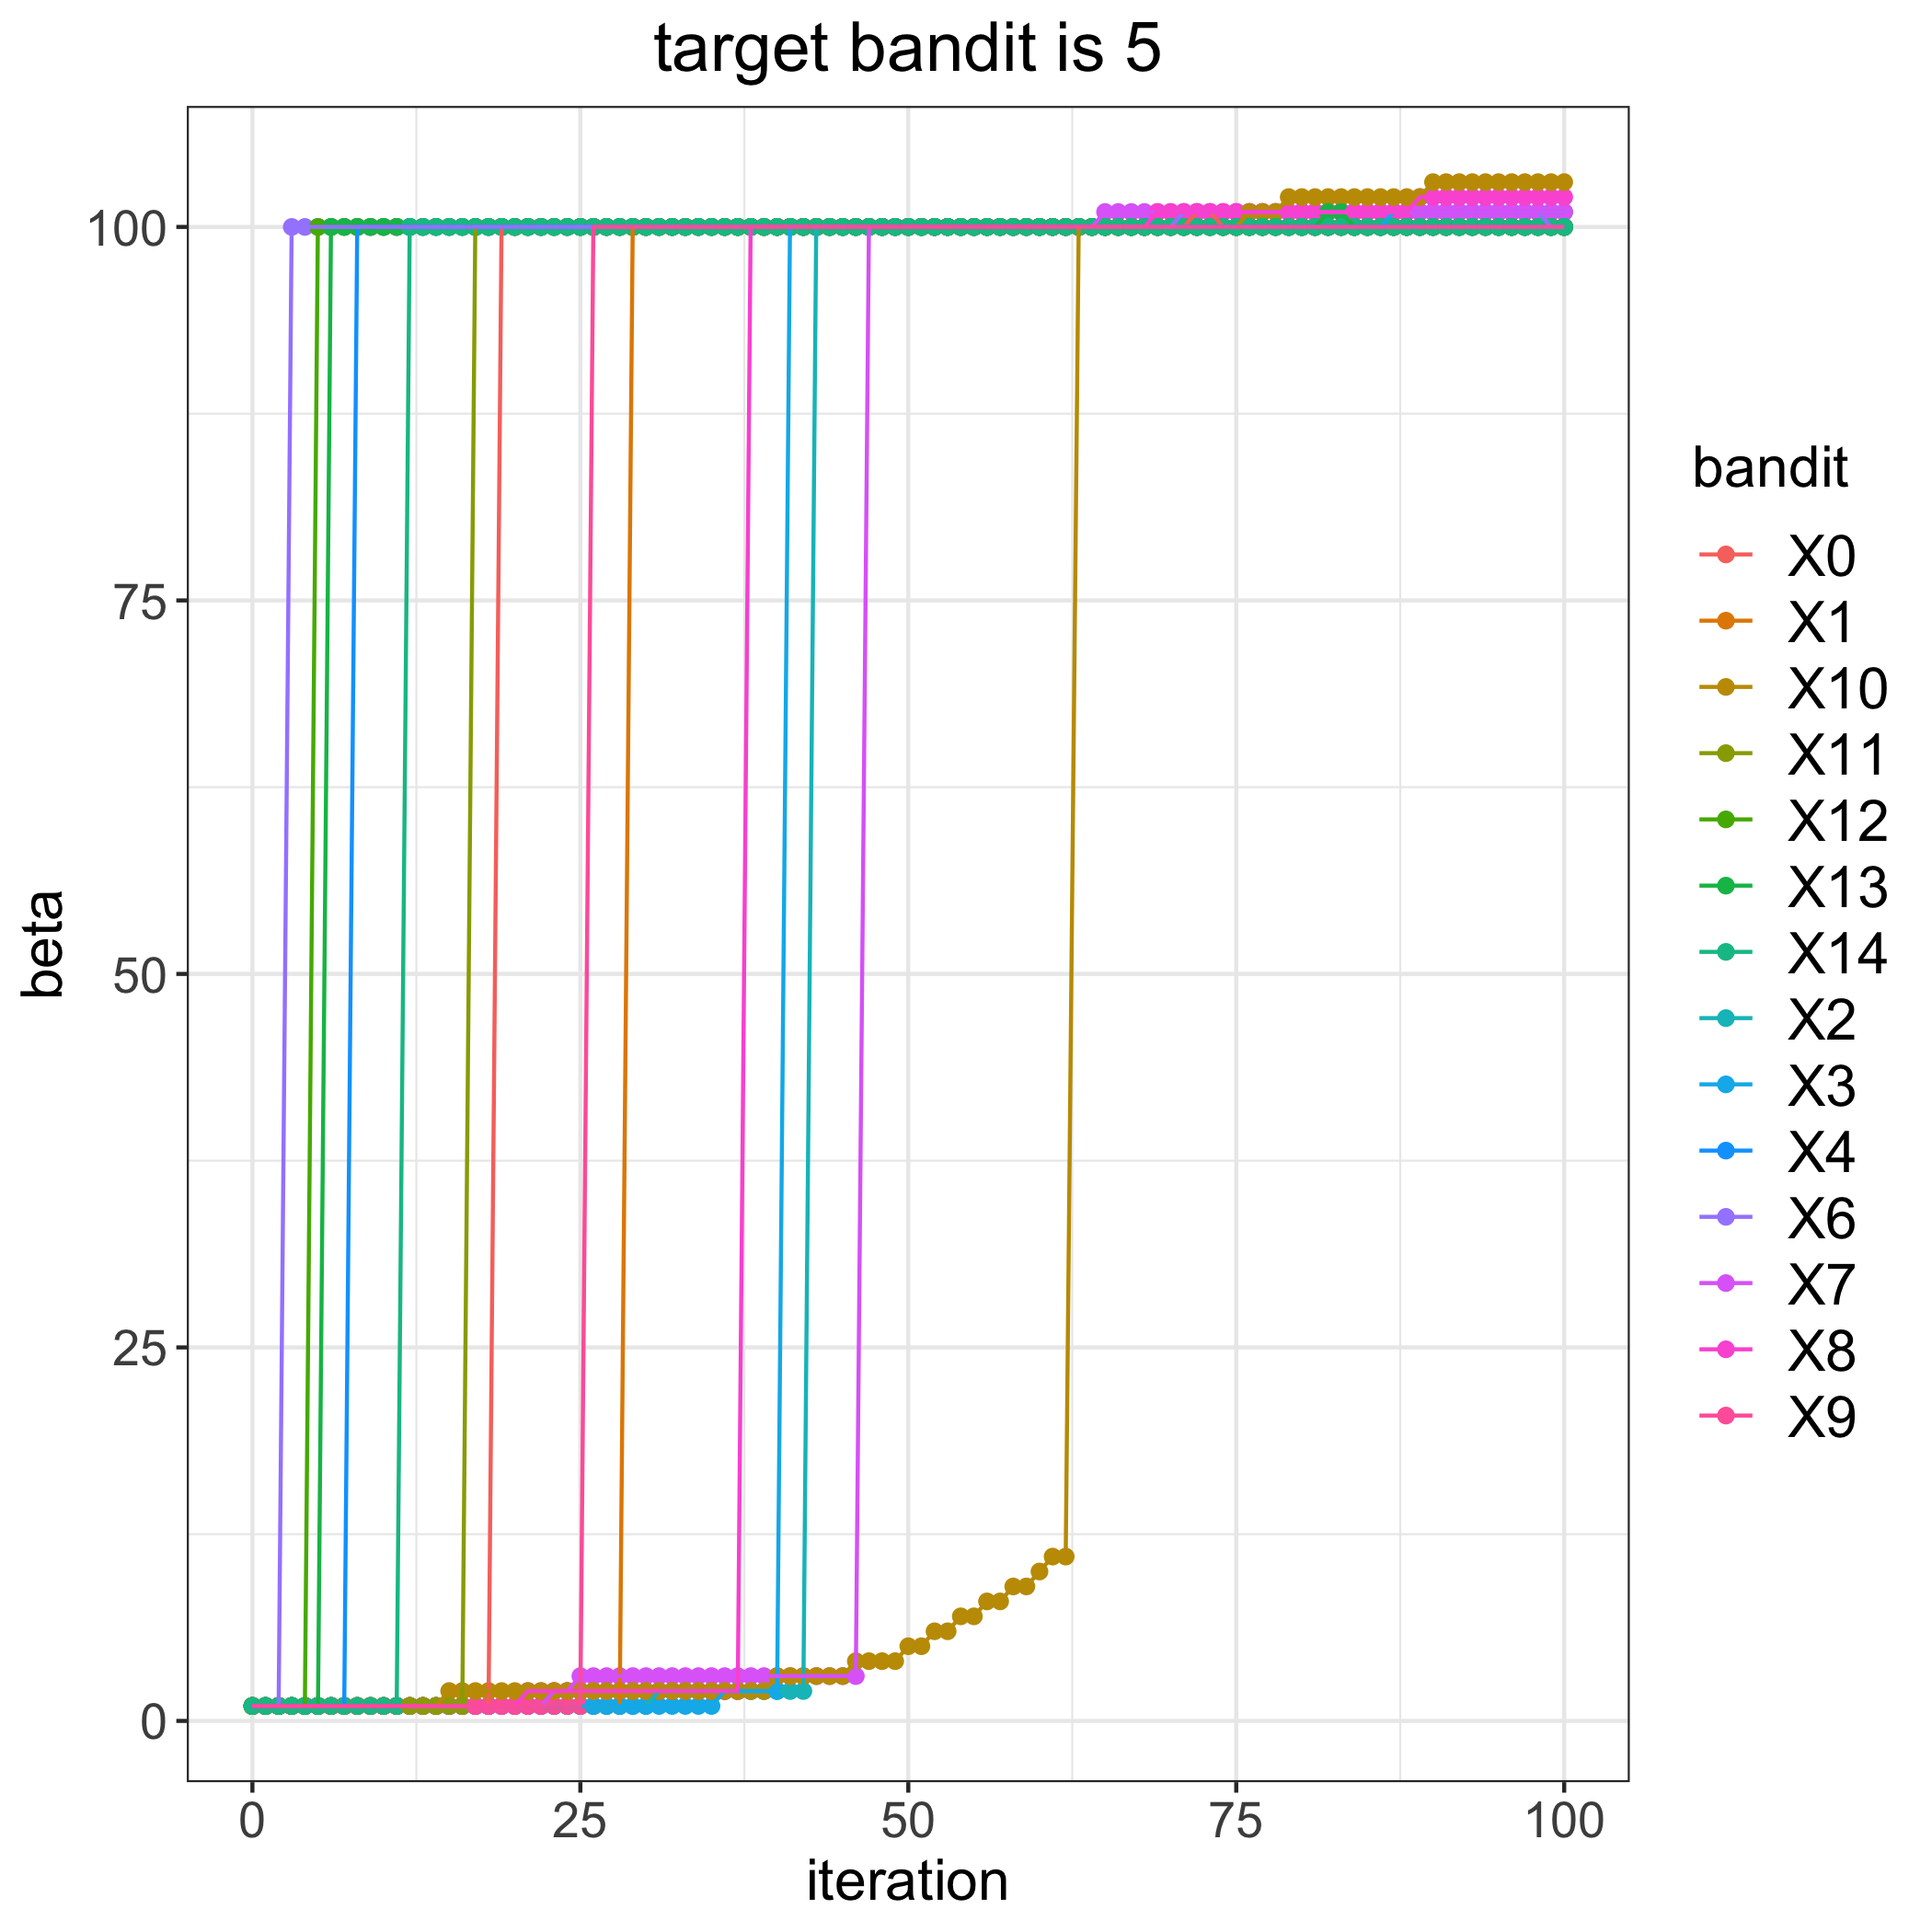 target bandit is 5
100
75
50
25
0
beta
0 25 50 75 100
iteration
bandit
X0
X1
X10
X11
X12
X13
X14
X2
X3
X4
X6
X7
X8
X9